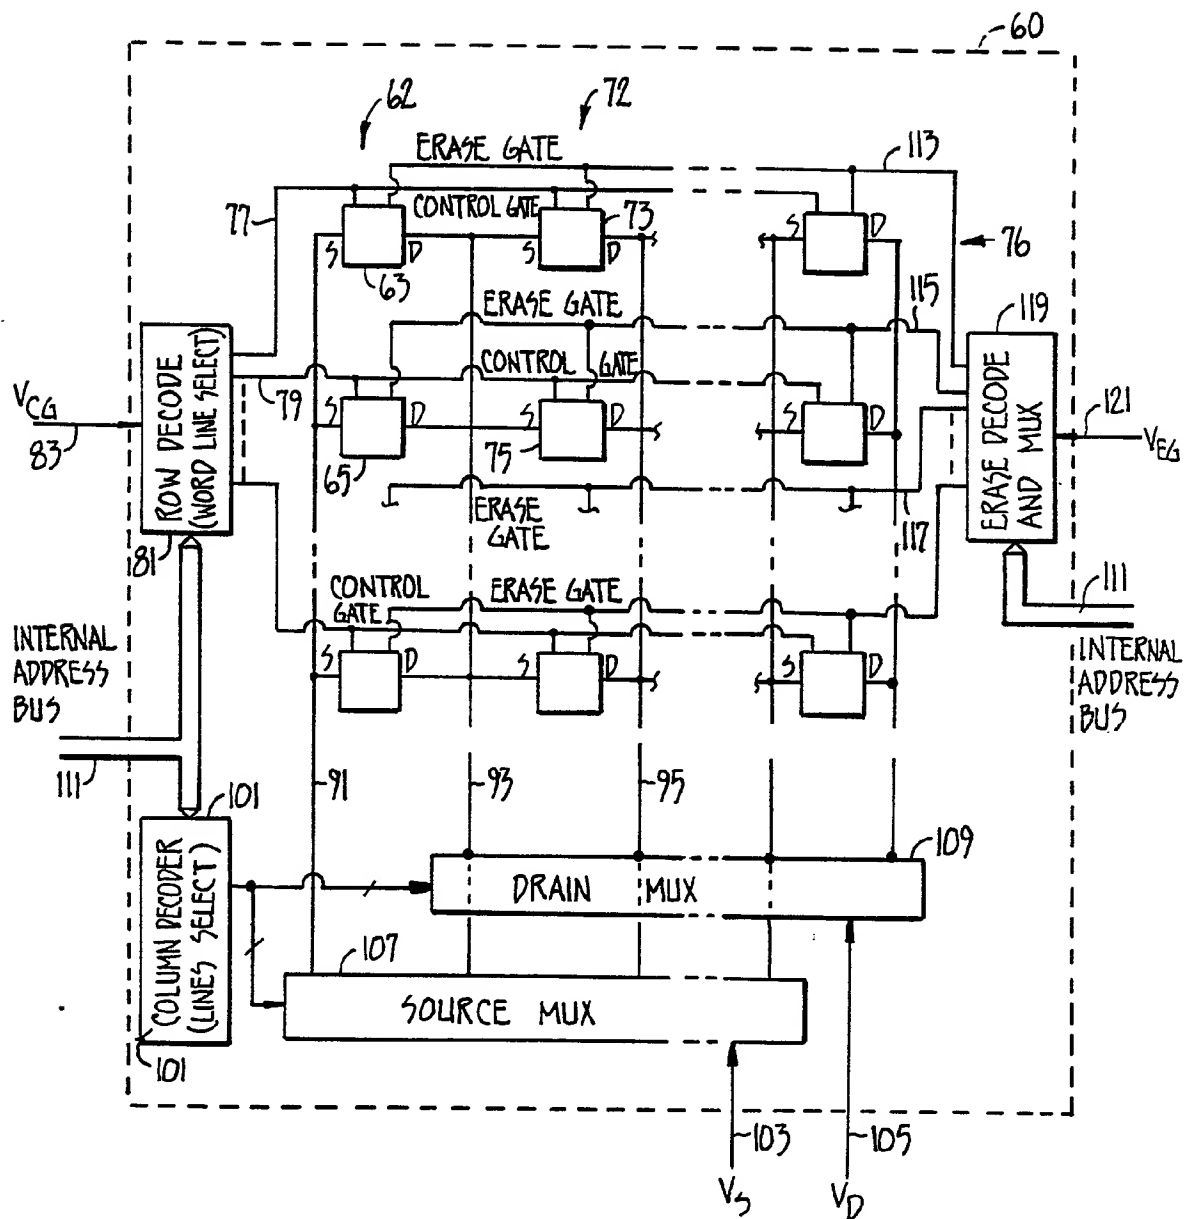 60
62
72
ERASE GATE
113
77
CONTROL GATE
73
S D
S D
S D
63
76
ERASE GATE
115
119
CONTROL GATE
V_CG
83
79
S D
S D
S D
65
75
ROW DECODE
(WORD LINE SELECT)
81
ERASE DECODE
AND MUX
121
V_EG
ERASE
GATE
117
CONTROL
GATE
ERASE GATE
111
INTERNAL
ADDRESS
BUS
INTERNAL
ADDRESS
BUS
S D
S D
S D
111
91
93
95
101
COLUMN DECODER
(LINES SELECT)
101
109
DRAIN MUX
107
SOURCE MUX
103
105
V_S
V_D